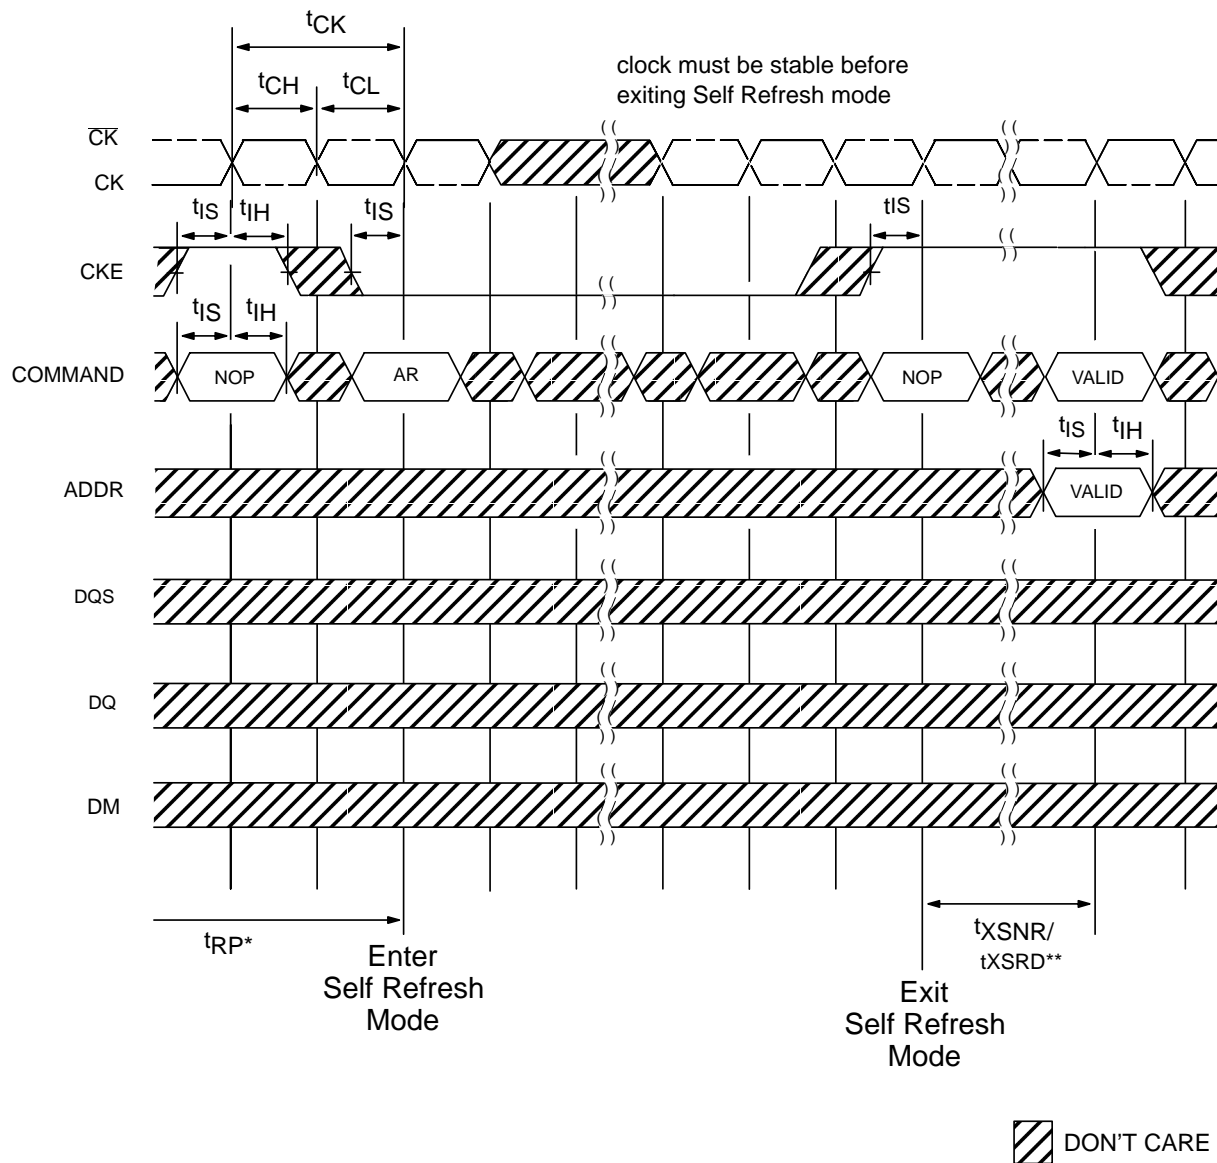 tCK
clock must be stable before
exiting Self Refresh mode
tCH
tCL
CK
CK
tIS
tIH
tIS
tIS
CKE
tIS
tIH
COMMAND
NOP
AR
NOP
VALID
tIS
tIH
ADDR
VALID
DQS
DQ
DM
tRP*
Enter
Self Refresh
Mode
tXSNR/
tXSRD**
Exit
Self Refresh
Mode
DON'T CARE